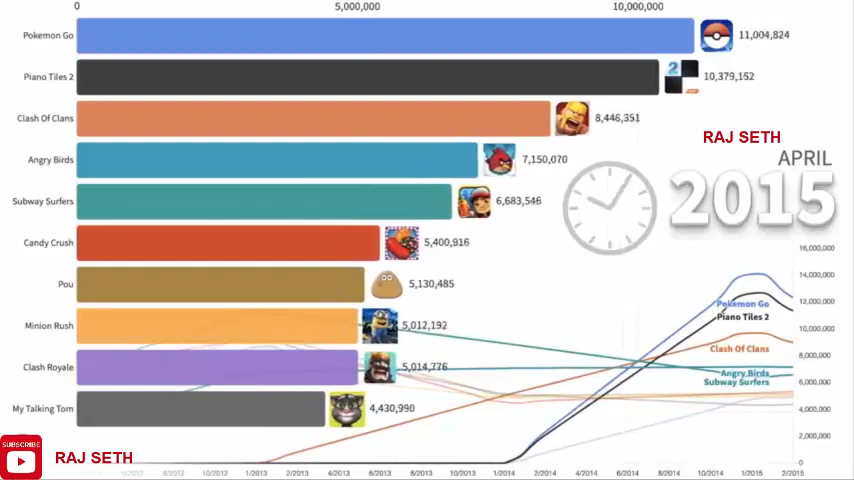 0 5,000,000 10,000,000
Pokemon Go 11,004,824
Piano Tiles 2 2 10,379,152
Clash Of Clans 8,446,351
RAJ SETH
Angry Birds 7,150,070
APRIL
2015
Subway Surfers 6,683,546
Candy Crush 5,400,916
16,000,000
Pou 5,130,485
14,000,000
Pokemon Go
12,000,000
Minion Rush 5,012,192
Piano Tiles 2
10,000,000
Clash Of Clans
8,000,000
Clash Royale 5,014,776
Angry Birds
Subway Surfers
6,000,000
My Talking Tom 4,430,990
4,000,000
2,000,000
0
SUBSCRIBE
RAJ SETH
6/2012 8/2012 10/2012 1/2013 2/2013 4/2013 6/2013 8/2013 10/2013 1/2014 2/2014 4/2014 6/2014 8/2014 10/2014 1/2015 2/2015